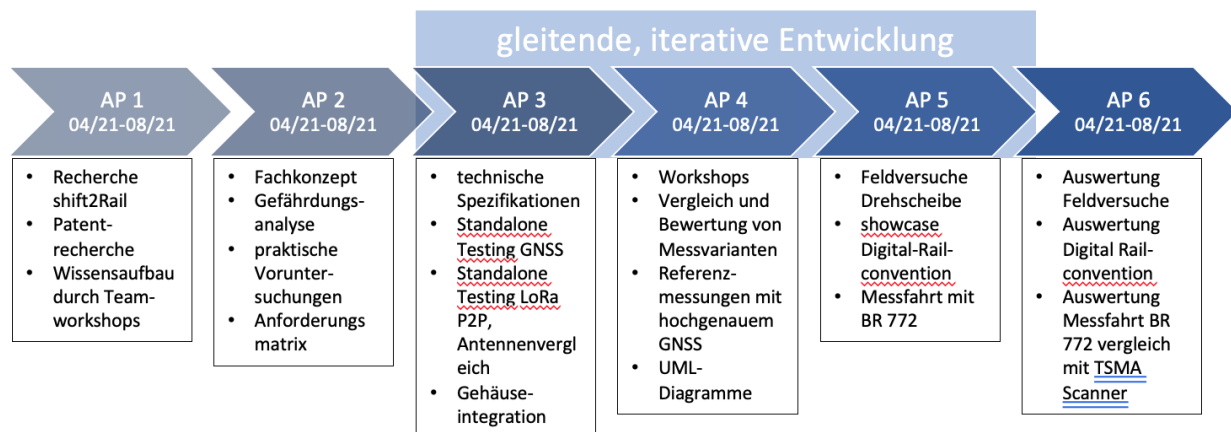 gleitende, iterative Entwicklung
AP 1
04/21-08/21
AP 2
04/21-08/21
AP 3
04/21-08/21
AP 4
04/21-08/21
AP 5
04/21-08/21
AP 6
04/21-08/21
• Recherche
shift2Rail
• Patent-
recherche
• Wissensaufbau
durch Team-
workshops
• Fachkonzept
• Gefährdungs-
analyse
• praktische
Vorunter-
suchungen
• Anforderungs
matrix
• technische
Spezifikationen
• Standalone
Testing GNSS
• Standalone
Testing LoRa
P2P,
Antennenvergl
eich
• Gehäuse-
integration
• Workshops
• Vergleich und
Bewertung von
Messvarianten
• Referenz-
messungen mit
hochgenauem
GNSS
• UML-
Diagramme
• Feldversuche
Drehscheibe
• showcase
Digital-Rail-
convention
• Messfahrt mit
BR 772
• Auswertung
Feldversuche
• Auswertung
Digital Rail-
convention
• Auswertung
Messfahrt BR
772 vergleich
mit TSMA
Scanner